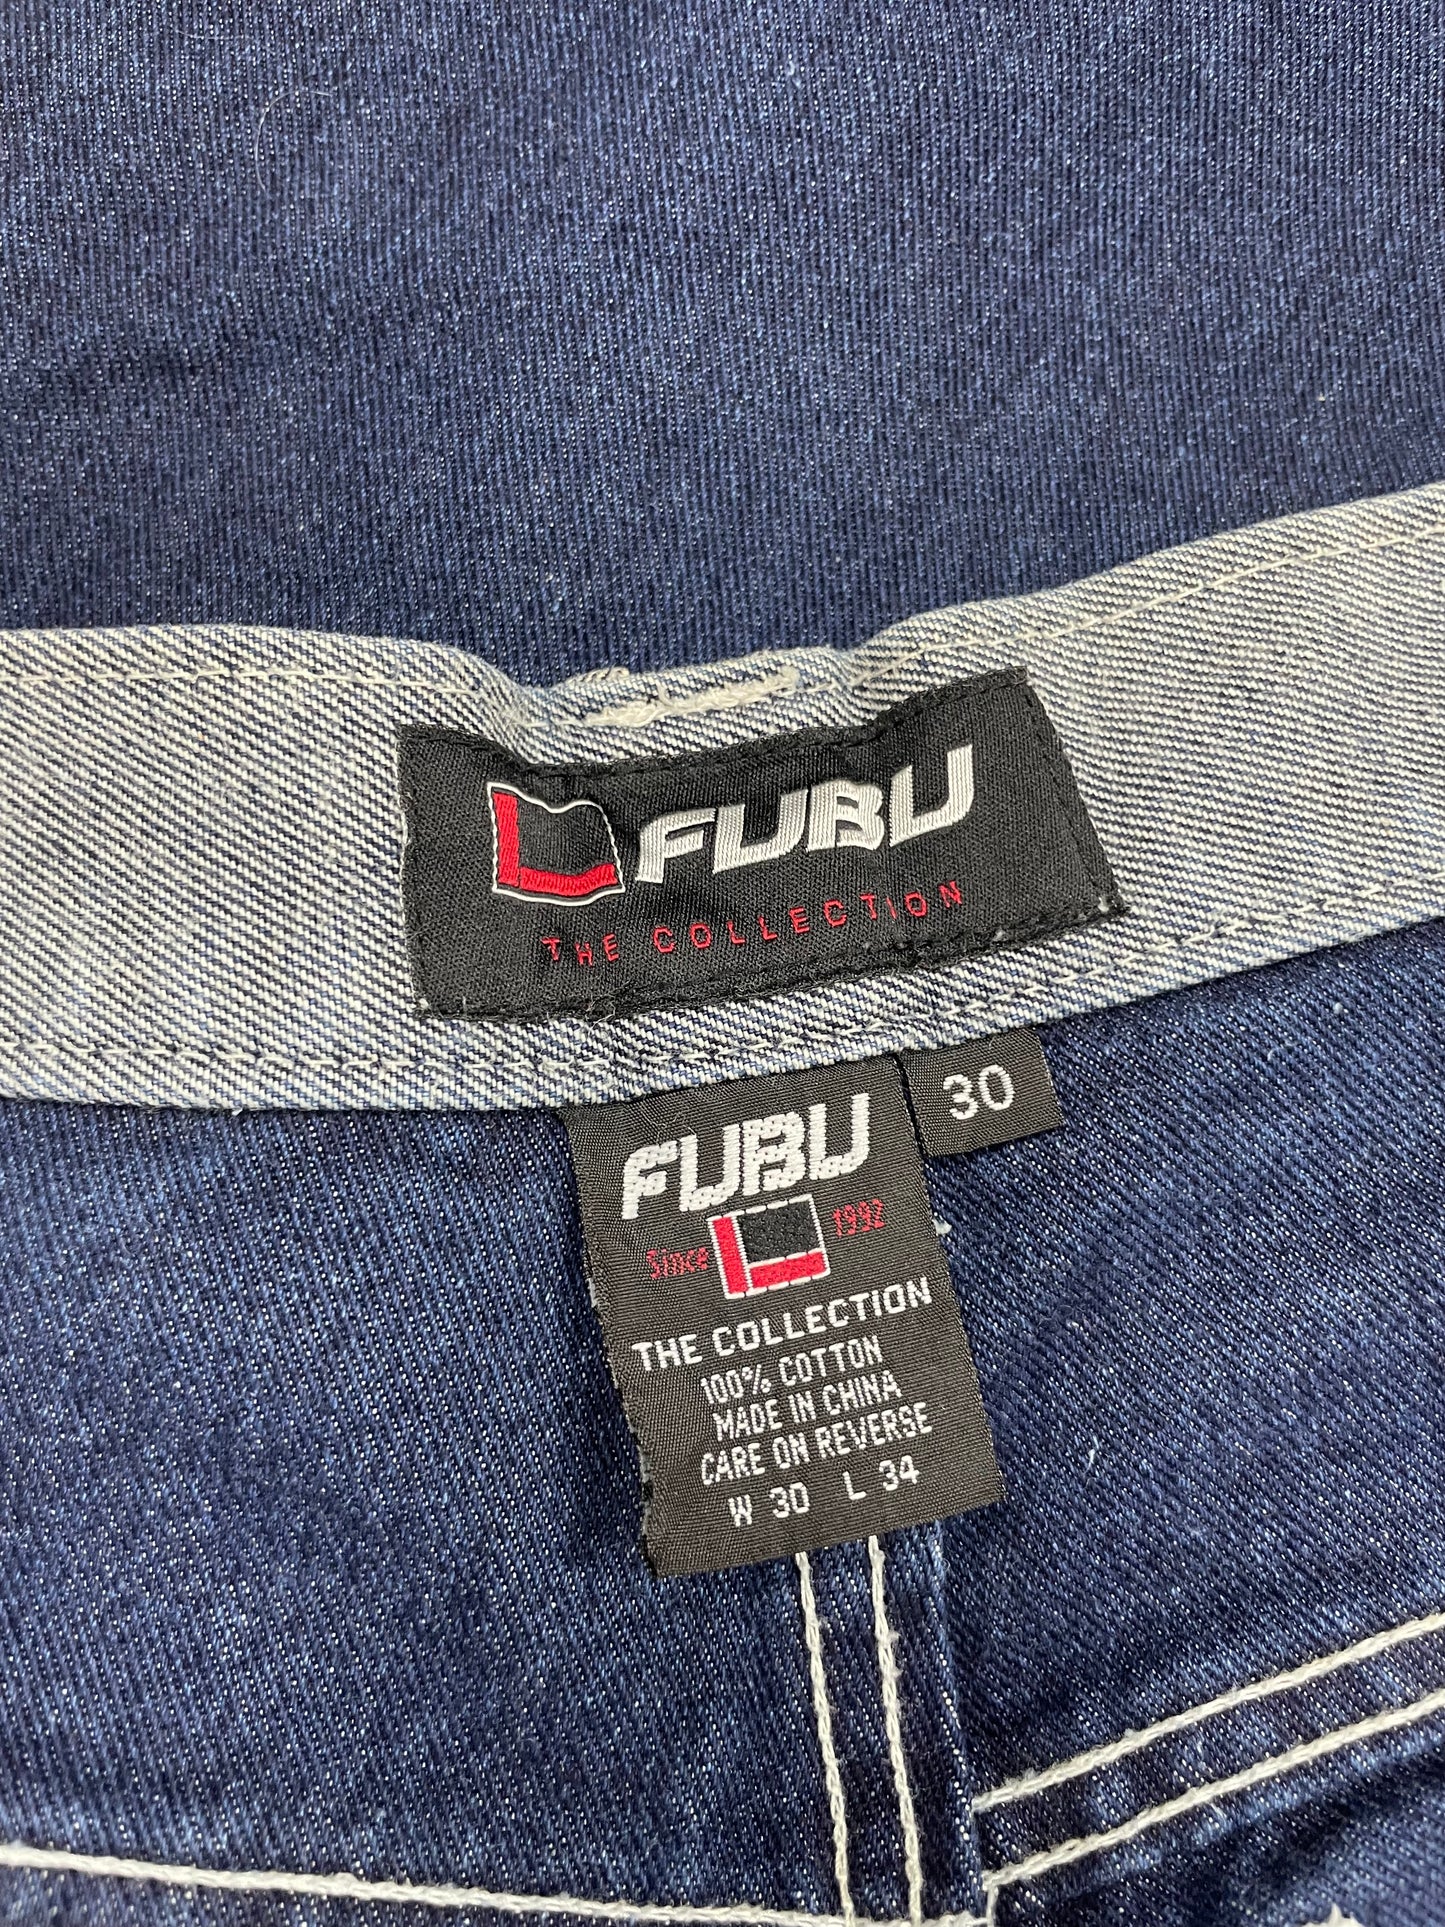 FUBU
THE COLLECTION
30
FUBU
Since 1992
THE COLLECTION
100% COTTON
MADE IN CHINA
CARE ON REVERSE
W 30 L 34